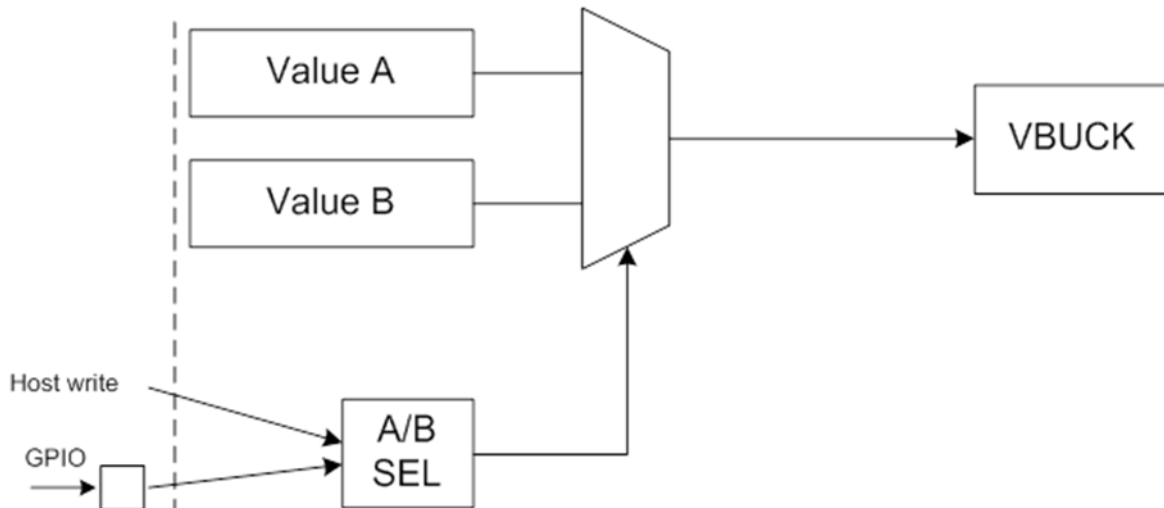 Value A
VBUCK
Value B
Host write
A/B
SEL
GPIO